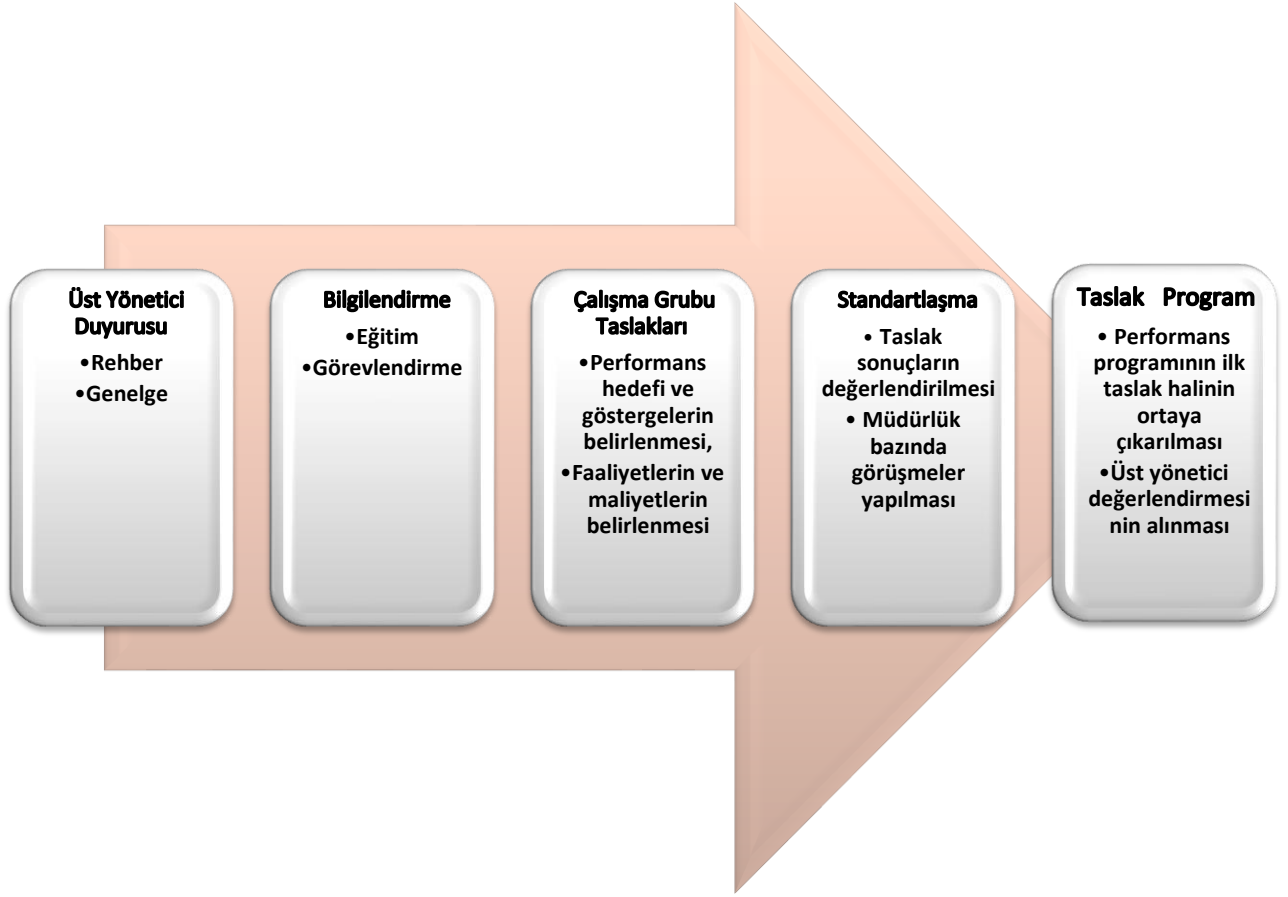 Üst Yönetici
Duyurusu
•Rehber
•Genelge
Bilgilendirme
•Eğitim
•Görevlendirme
Çalışma Grubu
Taslakları
•Performans
hedefi ve
göstergelerin
belirlenmesi,
•Faaliyetlerin ve
maliyetlerin
belirlenmesi
Standartlaşma
• Taslak
sonuçların
değerlendirilmesi
• Müdürlük
bazında
görüşmeler
yapılması
Taslak Program
• Performans
programının ilk
taslak halinin
ortaya
çıkarılması
•Üst yönetici
değerlendirmesi
nin alınması